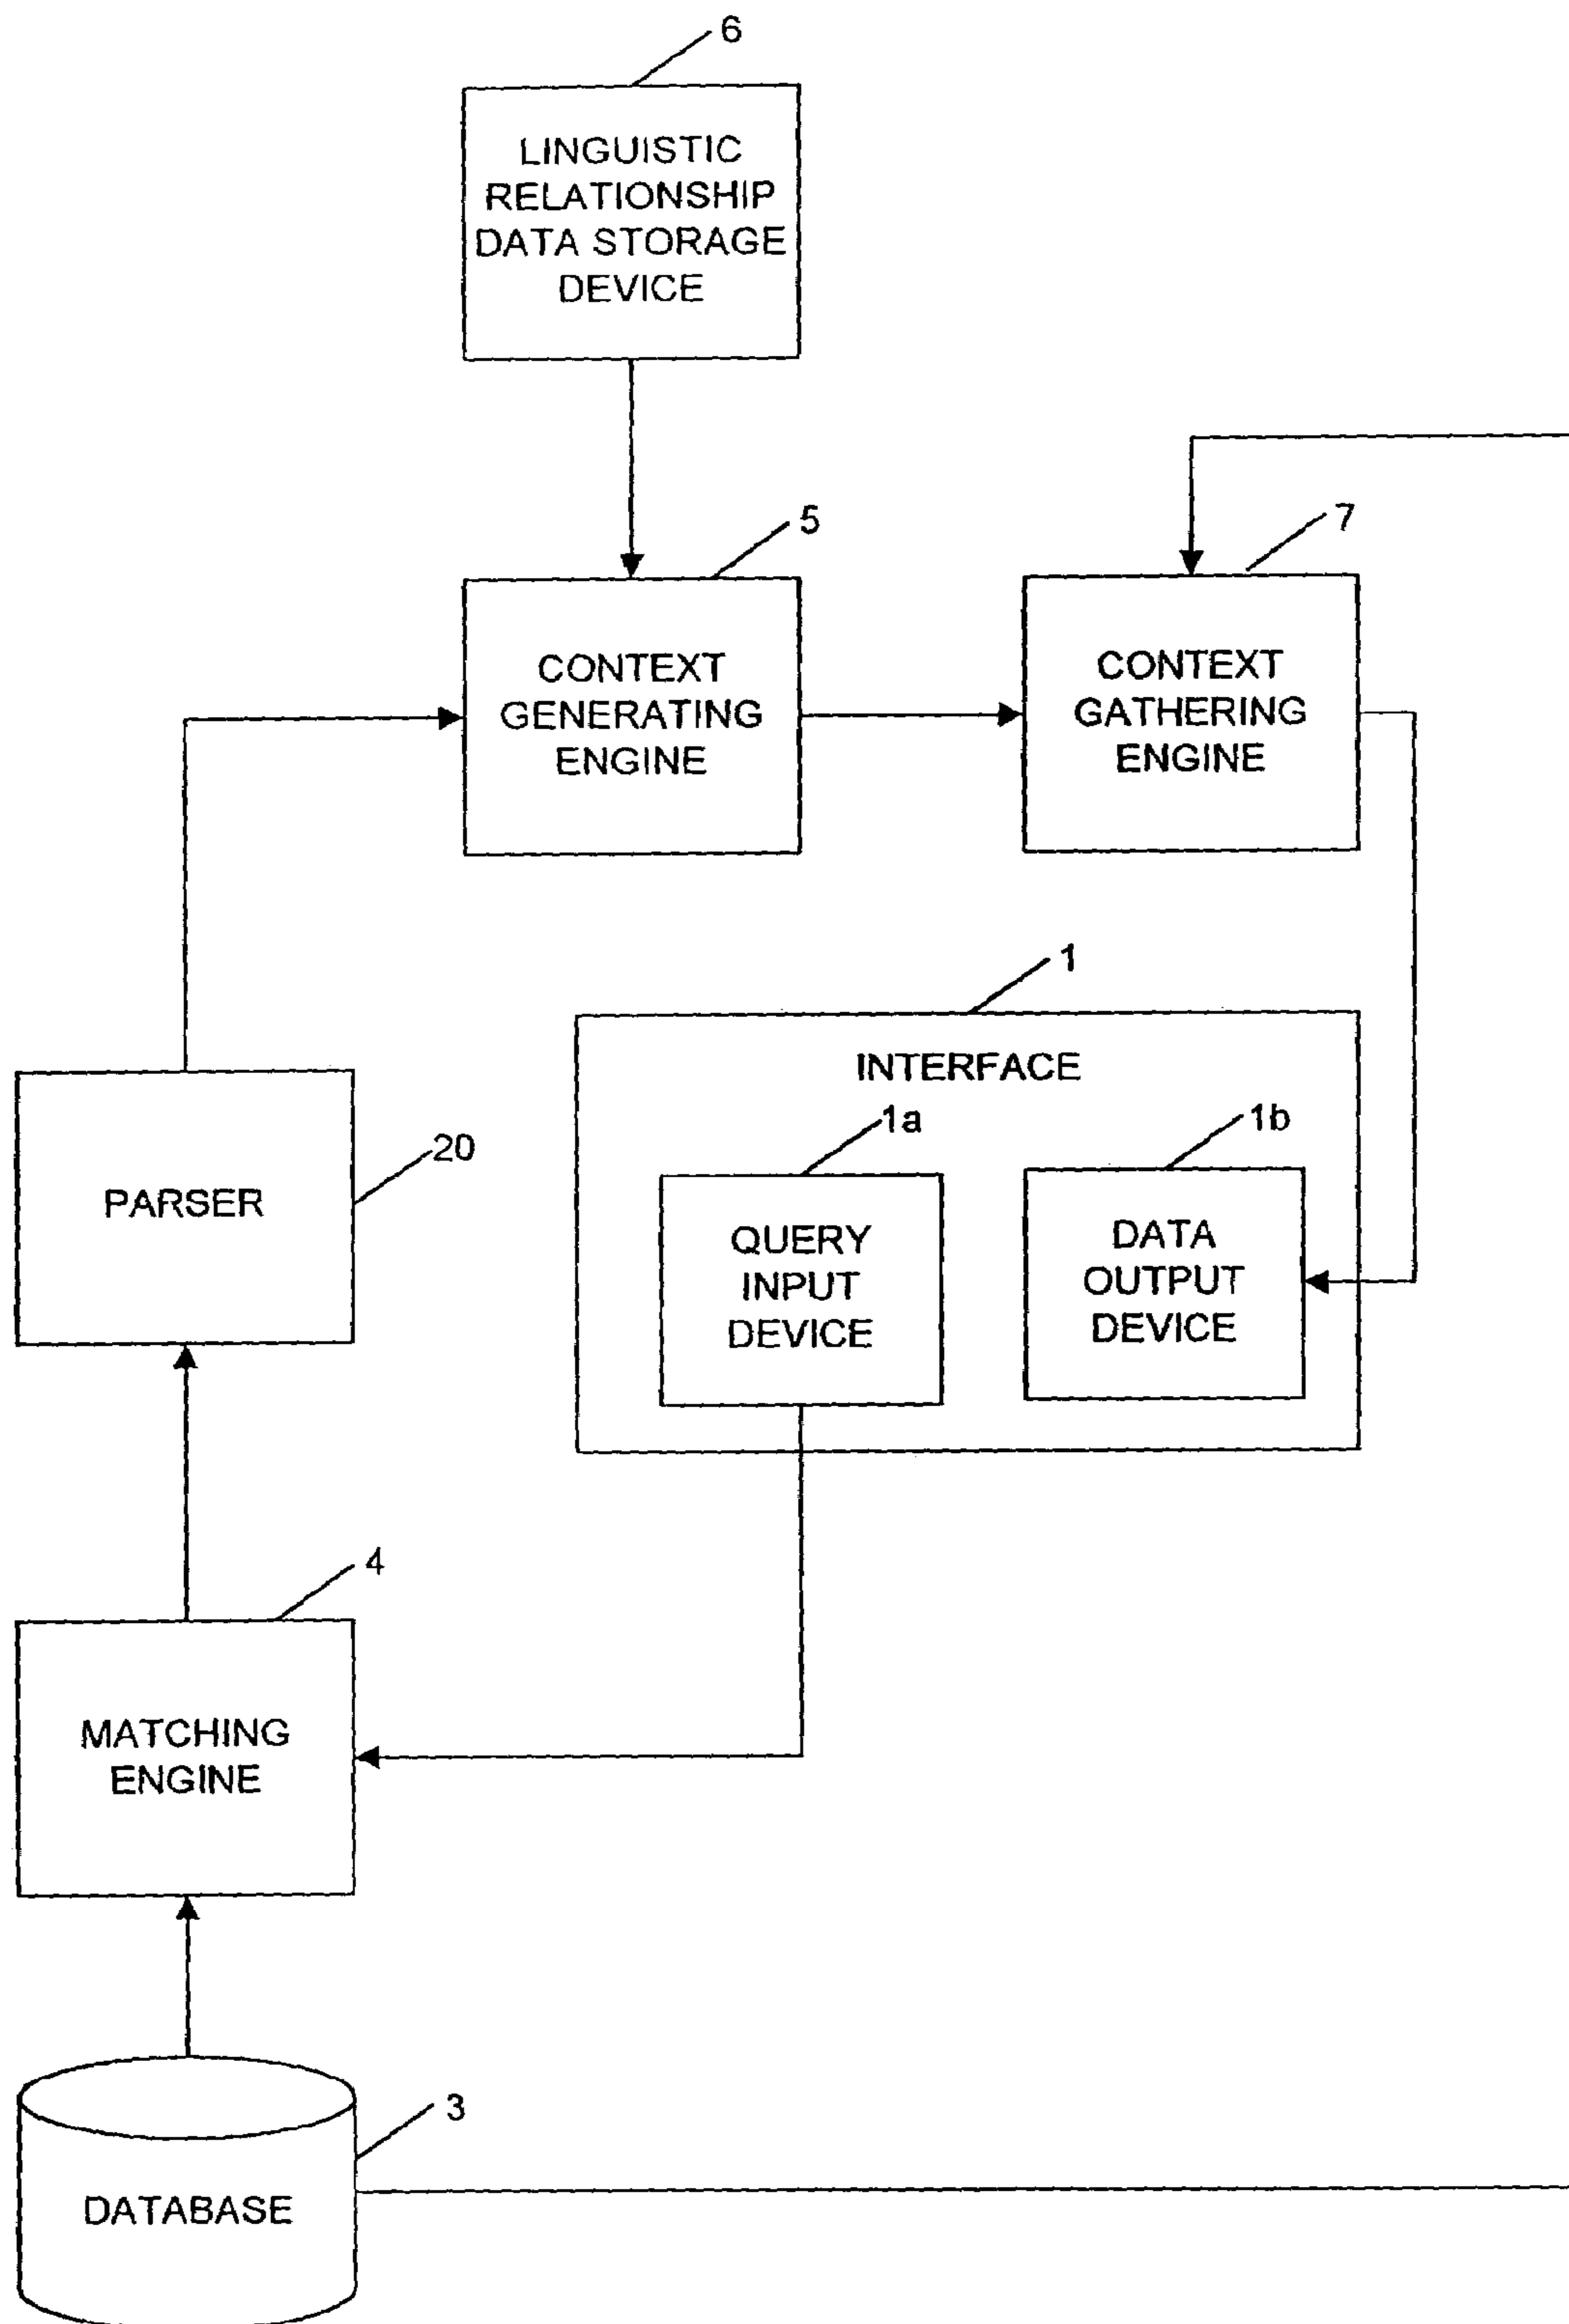 6
LINGUISTIC
RELATIONSHIP
DATA STORAGE
DEVICE
5
7
CONTEXT
GENERATING
ENGINE
CONTEXT
GATHERING
ENGINE
1
INTERFACE
1a
1b
20
PARSER
QUERY
INPUT
DEVICE
DATA
OUTPUT
DEVICE
4
MATCHING
ENGINE
3
DATABASE